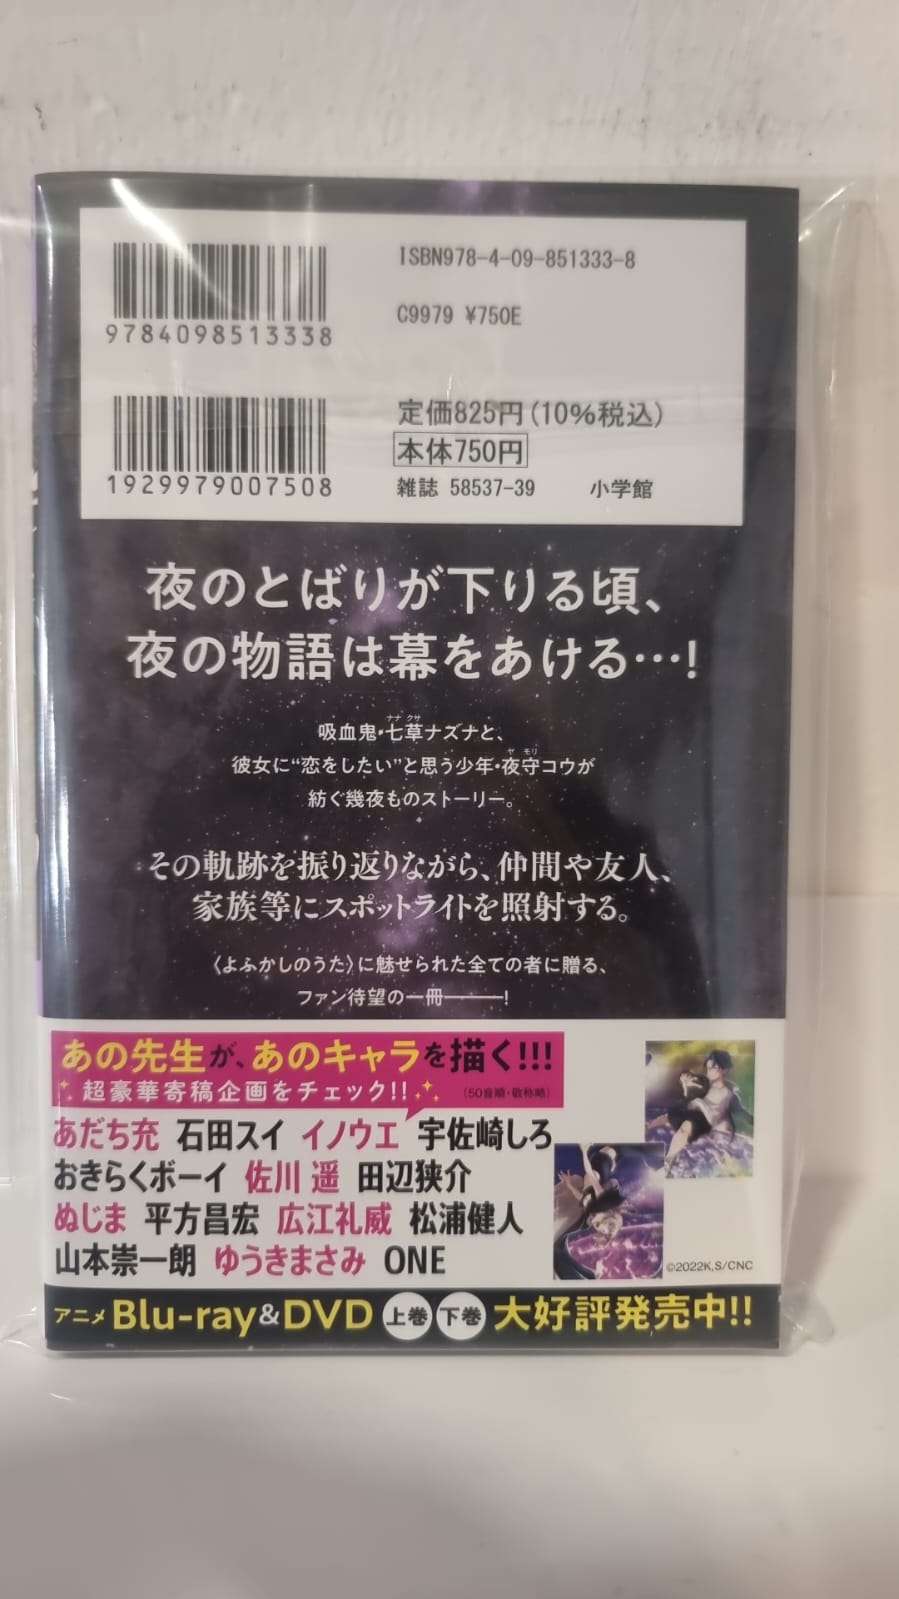 ISBN978-4-09-851333-8
9784098513338
C9979 ¥750E
定価825円(10%税込)
本体750円
1929979007508
雑誌 58537-39 小学館
夜のとばりが下りる頃、
夜の物語は幕をあける…!
吸血鬼・七草ナズナと、
ナナ クサ
彼女に“恋をしたい”と思う少年・夜守コウが
ヤ モリ
紡ぐ幾夜ものストーリー。
その軌跡を振り返りながら、仲間や友人、
家族等にスポットライトを照射する。
〈よふかしのうた〉に魅せられた全ての者に贈る、
ファン待望の一冊———!
あの先生が、あのキャラを描く!!!
超豪華寄稿企画をチェック!! (50音順・敬称略)
あだち充 石田スイ イノウエ 宇佐崎しろ
おきらくボーイ 佐川 遥 田辺狭介
ぬじま 平方昌宏 広江礼威 松浦健人
山本崇一朗 ゆうきまさみ ONE
©2022K,S/CNC
アニメ Blu-ray&DVD 上巻 下巻 大好評発売中!!